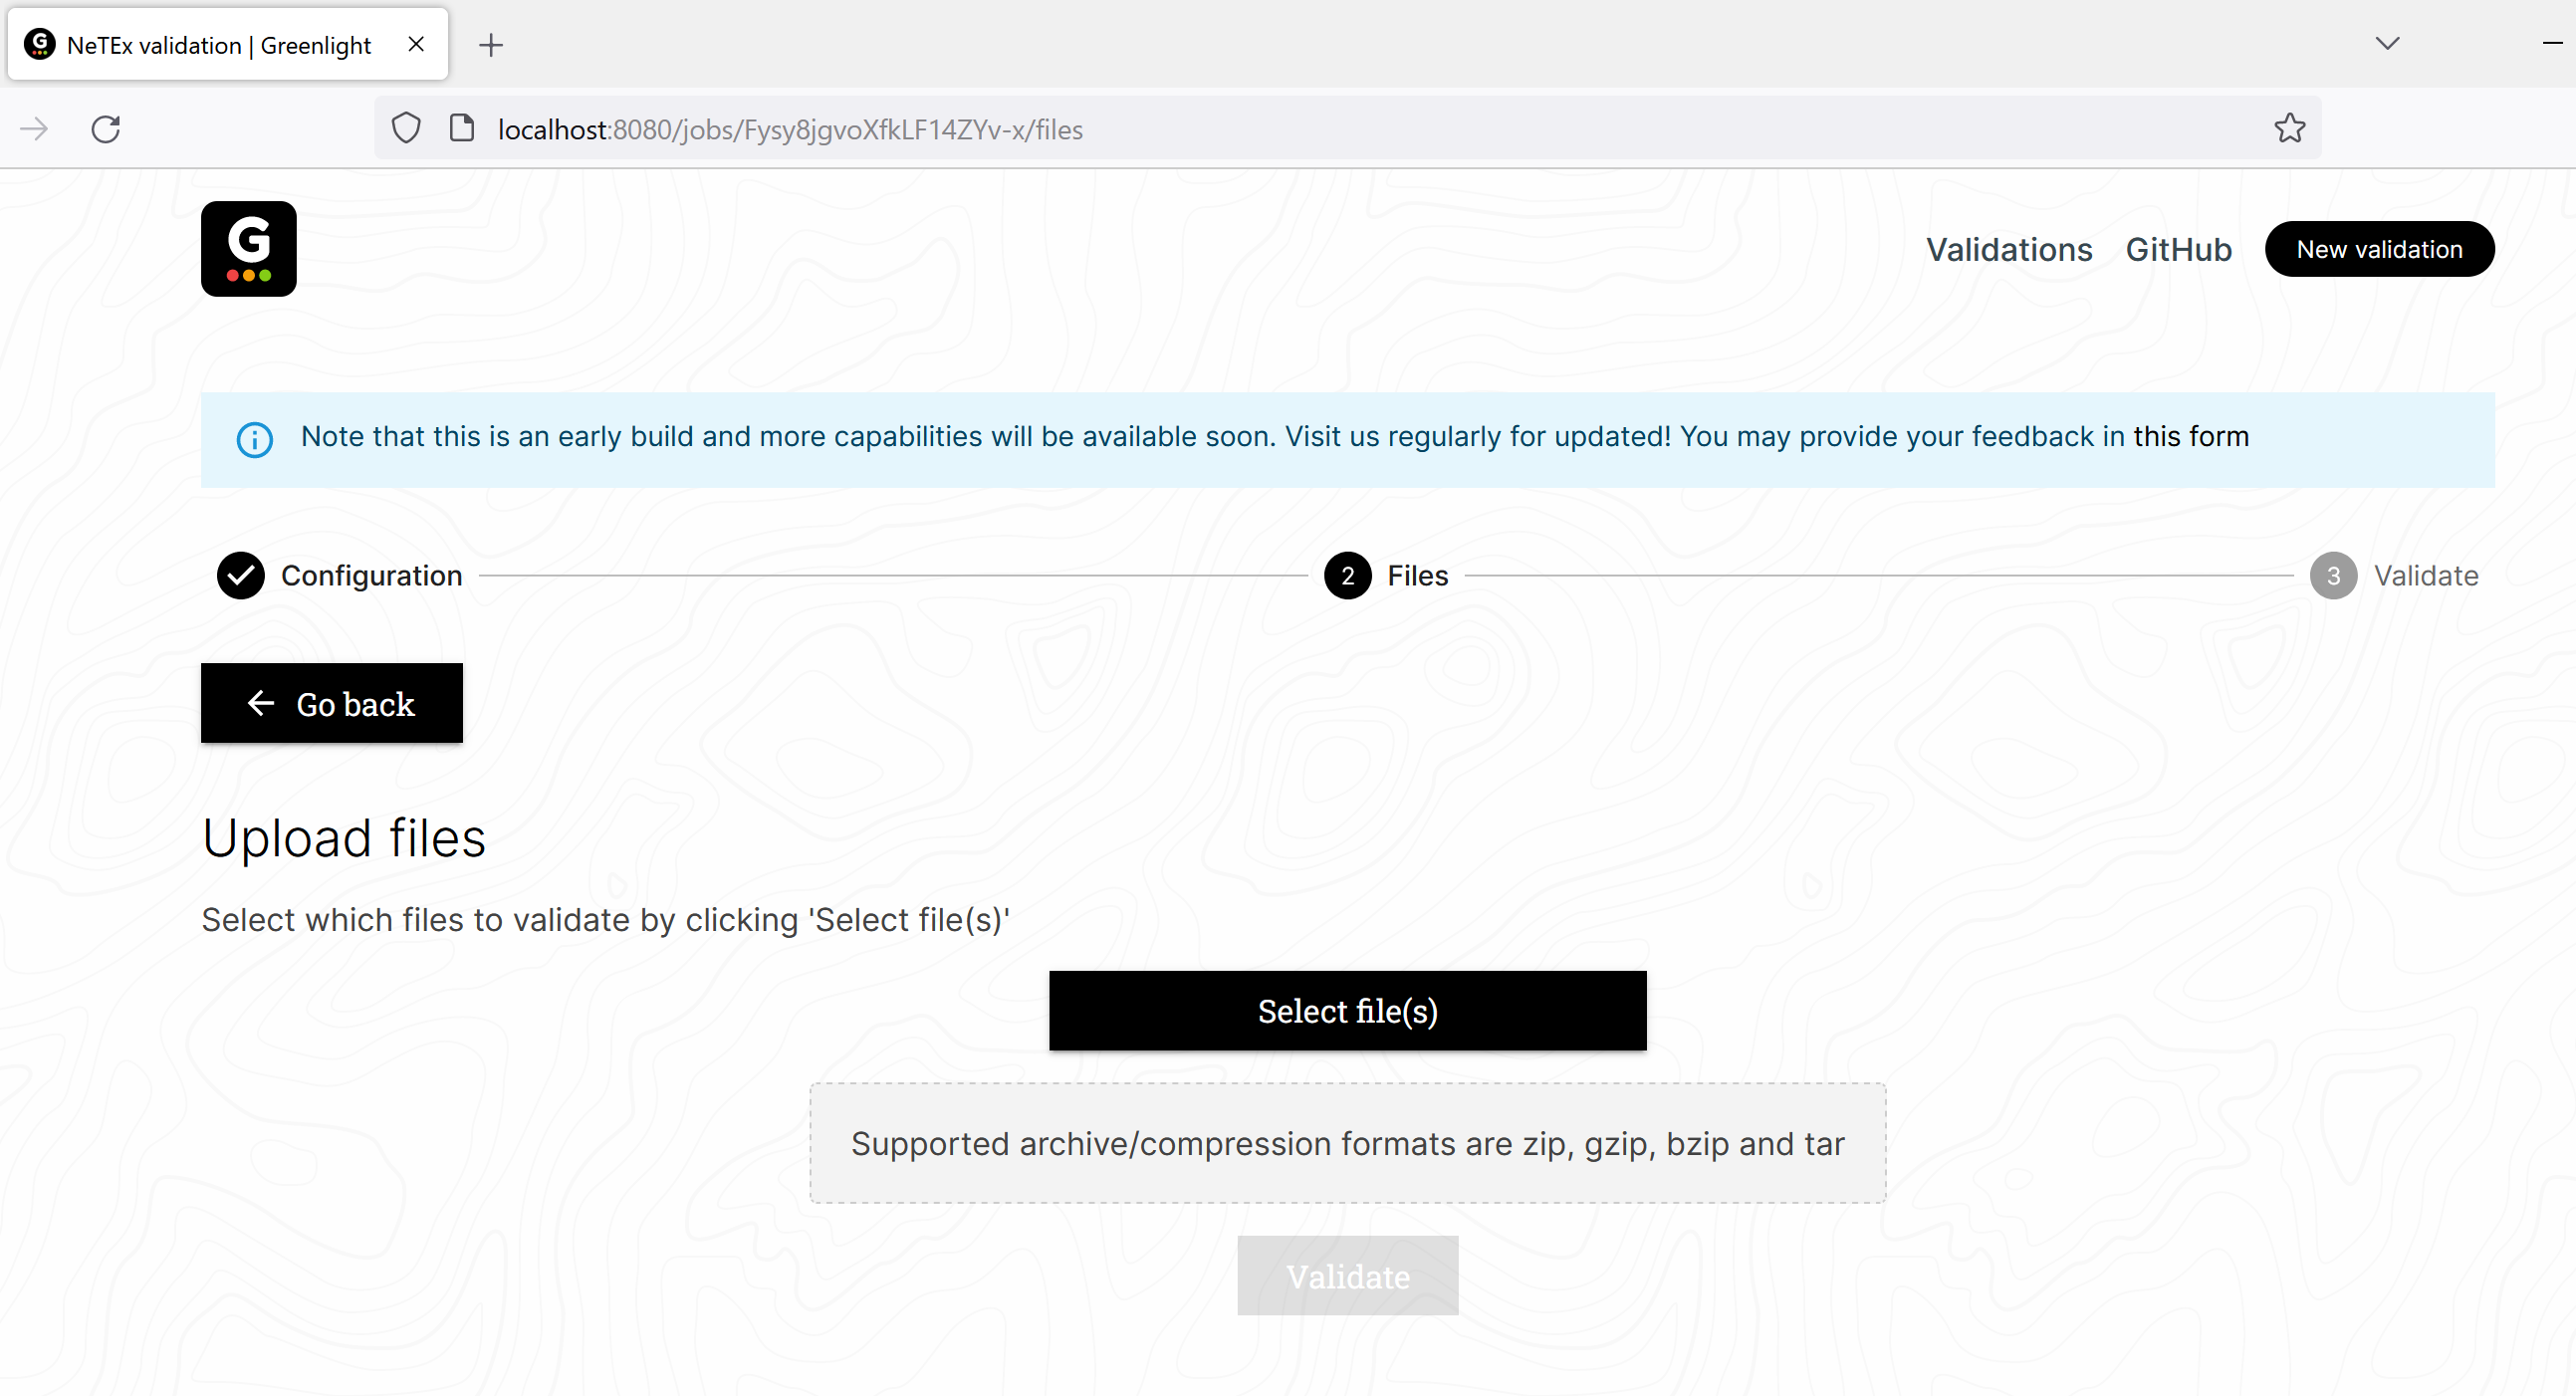 G NeTEx validation | Greenlight
localhost:8080/jobs/Fysy8jgvoXfkLF14ZYv-x/files
G
Validations GitHub New validation
Note that this is an early build and more capabilities will be available soon. Visit us regularly for updated! You may provide your feedback in this form
Configuration 2 Files 3 Validate
Go back
Upload files
Select which files to validate by clicking 'Select file(s)'
Select file(s)
Supported archive/compression formats are zip, gzip, bzip and tar
Validate